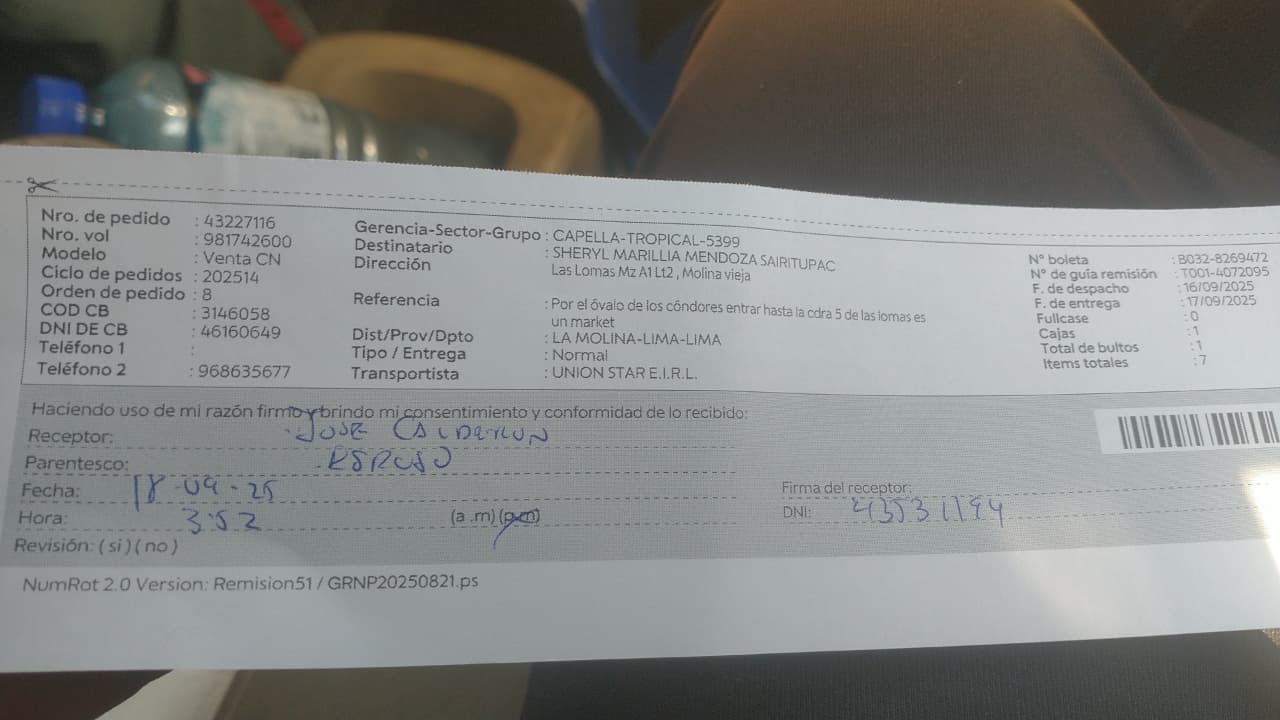 Nro. de pedido : 43227116
Nro. vol : 981742600
Modelo : Venta CN
Ciclo de pedidos : 202514
Orden de pedido : 8
COD CB : 3146058
DNI DE CB : 46160649
Teléfono 1 :
Teléfono 2 : 968635677
Gerencia-Sector-Grupo : CAPELLA-TROPICAL-5399
Destinatario : SHERYL MARILLIA MENDOZA SAIRITUPAC
Dirección Las Lomas Mz A1 Lt2 , Molina vieja
Referencia : Por el óvalo de los cóndores entrar hasta la cdra 5 de las lomas es
un market
Dist/Prov/Dpto : LA MOLINA-LIMA-LIMA
Tipo / Entrega : Normal
Transportista : UNION STAR E.I.R.L.
N° boleta : B032-8269472
N° de guía remisión : T001-4072095
F. de despacho : 16/09/2025
F. de entrega : 17/09/2025
Fullcase : 0
Cajas : 1
Total de bultos : 1
Items totales : 7
Haciendo uso de mi razón firmo y brindo mi consentimiento y conformidad de lo recibido:
Receptor: JOSE CALDERON
Parentesco: ESPOSO
Fecha: 18-09-25
Hora: 3:52 (a .m) (p.m)
Revisión: ( si ) ( no )
Firma del receptor:
DNI: 43531194
NumRot 2.0 Version: Remision51 / GRNP20250821.ps